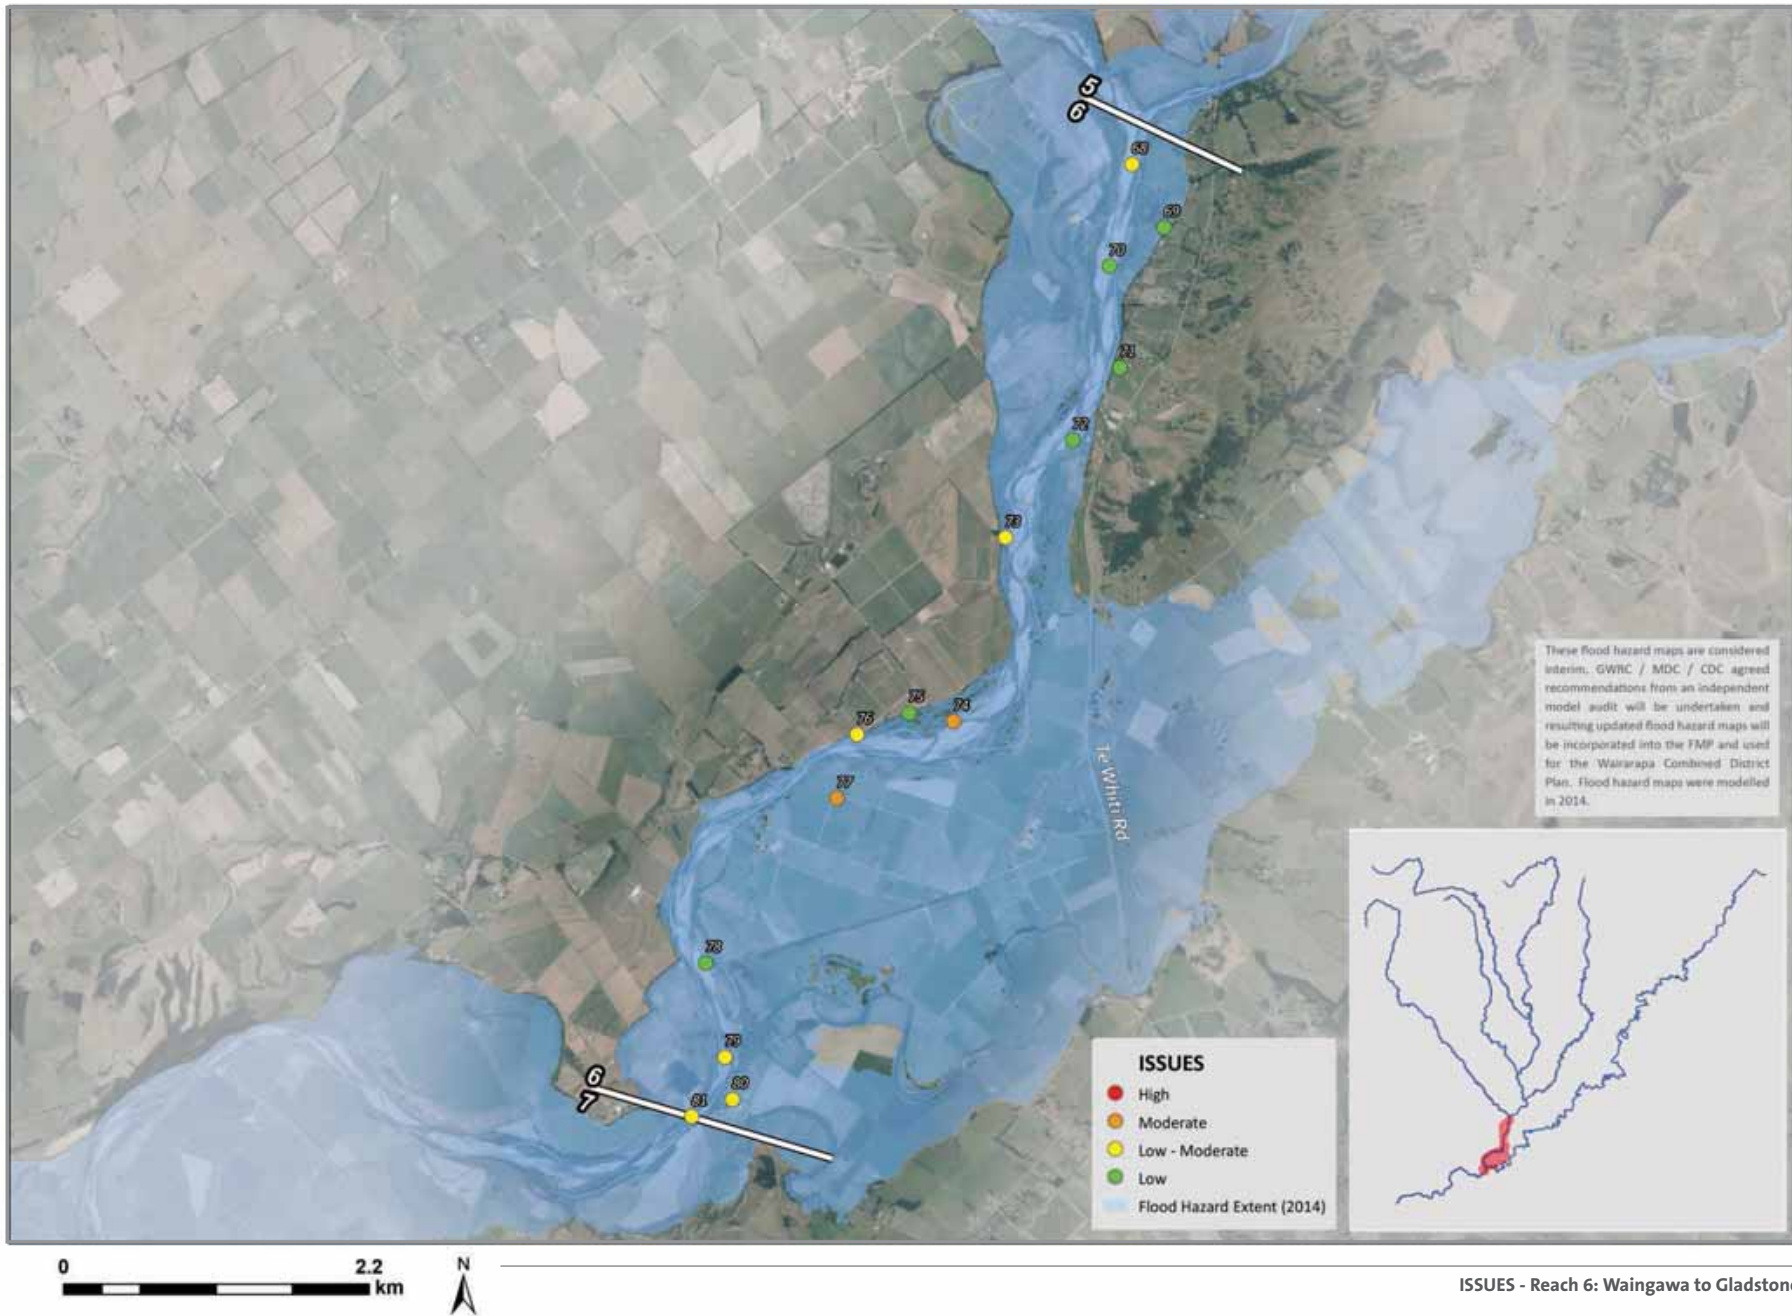 5
6
68
69
70
71
72
73
75
74
76
77
Te Whiti Rd
78
79
80
6
7
81
These flood hazard maps are considered
interim. GWRC / MDC / CDC agreed
recommendations from an independent
model audit will be undertaken and
resulting updated flood hazard maps will
be incorporated into the FMP and used
for the Wairarapa Combined District
Plan. Flood hazard maps were modelled
in 2014.
ISSUES
High
Moderate
Low - Moderate
Low
Flood Hazard Extent (2014)
0 2.2
km
N
ISSUES - Reach 6: Waingawa to Gladstone